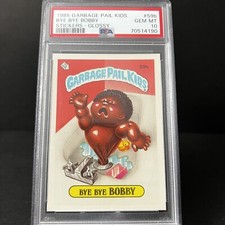 1986 GARBAGE PAIL KIDS #59b
BYE BYE BOBBY GEM MT
STICKERS - GLOSSY 10
PSA 70514190
GARBAGE PAIL KIDS
BYE BYE BOBBY